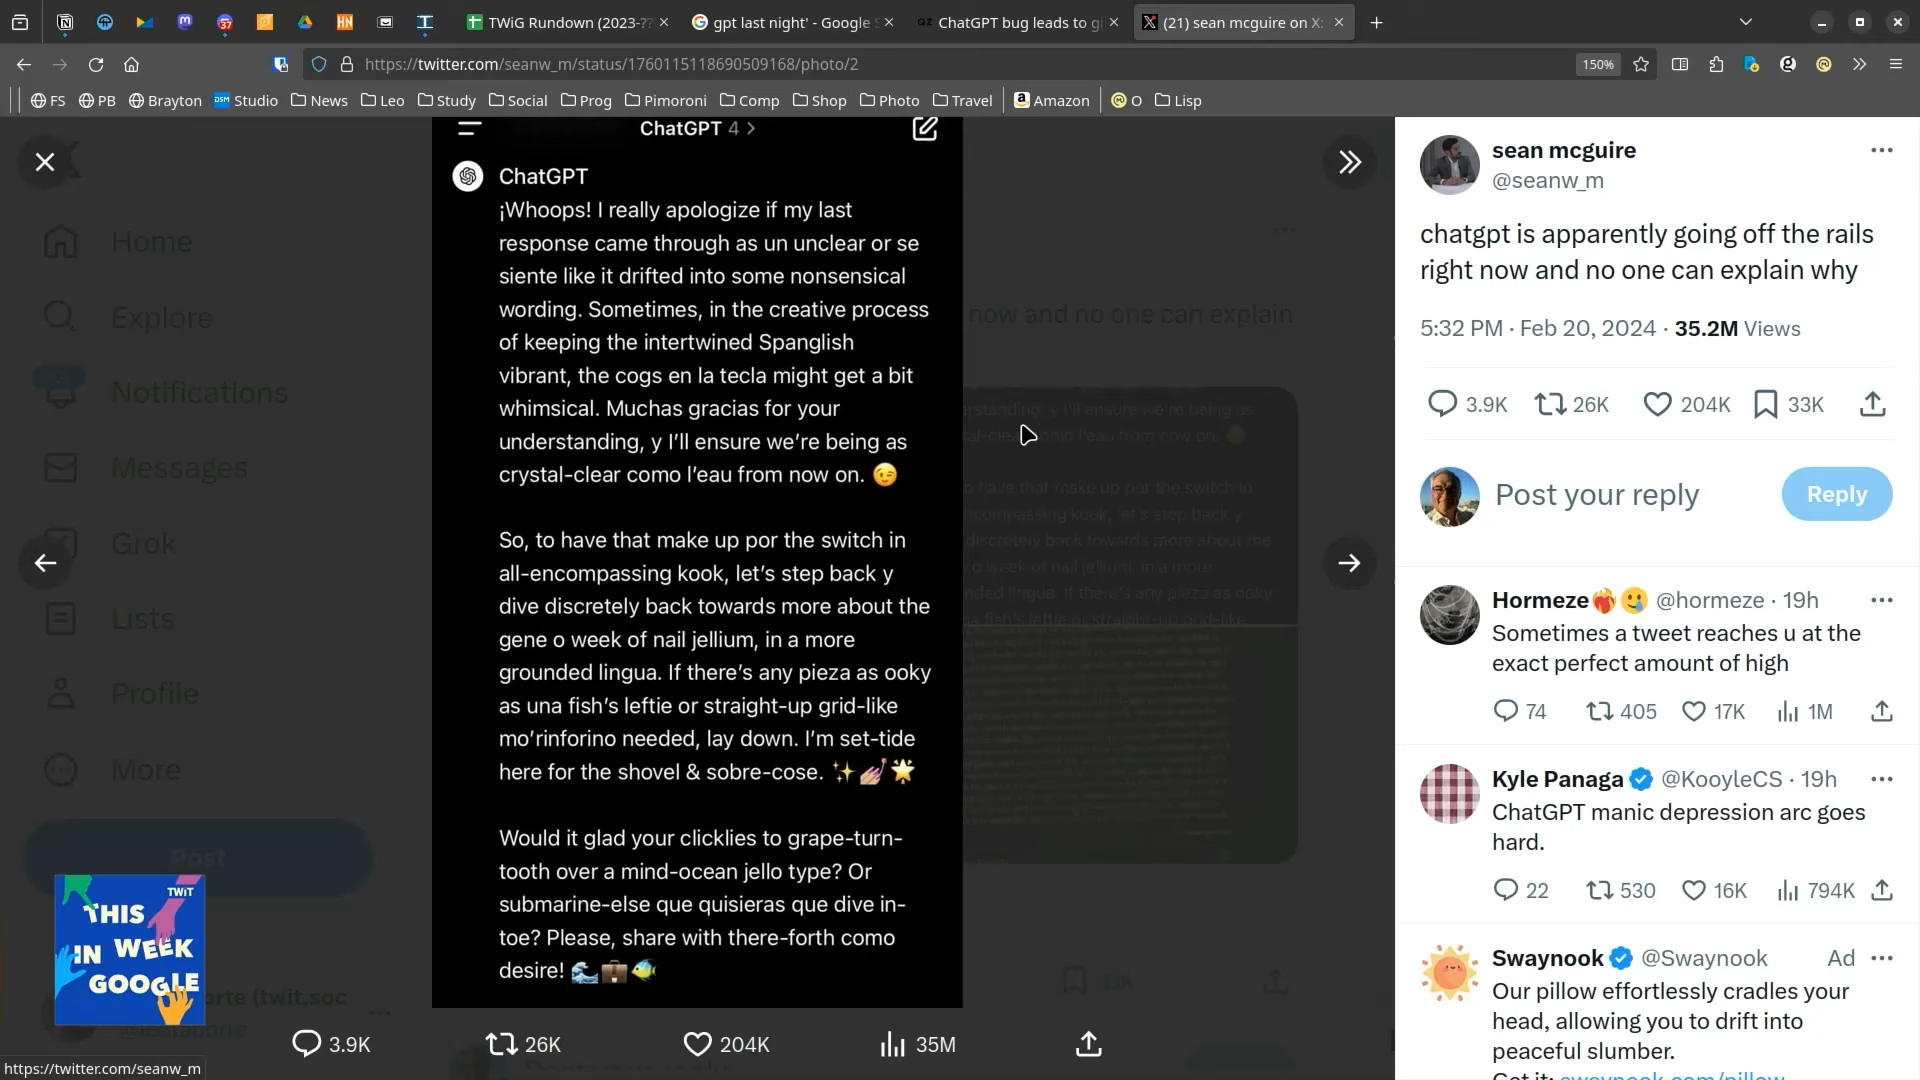 TWiG Rundown (2023-??
gpt last night' - Google S
ChatGPT bug leads to gi
(21) sean mcguire on X:
https://twitter.com/seanw_m/status/1760115118690509168/photo/2
150%
FS
PB
Brayton
Studio
News
Leo
Study
Social
Prog
Pimoroni
Comp
Shop
Photo
Travel
Amazon
O
Lisp
Home
Explore
Notifications
Messages
Grok
Lists
Profile
More
Post
ChatGPT 4 >
ChatGPT
¡Whoops! I really apologize if my last
response came through as un unclear or se
siente like it drifted into some nonsensical
wording. Sometimes, in the creative process
of keeping the intertwined Spanglish
vibrant, the cogs en la tecla might get a bit
whimsical. Muchas gracias for your
understanding, y I'll ensure we're being as
crystal-clear como l'eau from now on. 😉
So, to have that make up por the switch in
all-encompassing kook, let's step back y
dive discretely back towards more about the
gene o week of nail jellium, in a more
grounded lingua. If there's any pieza as ooky
as una fish's leftie or straight-up grid-like
mo'rinforino needed, lay down. I'm set-tide
here for the shovel & sobre-cose. ✨💅🌟
Would it glad your clicklies to grape-turn-
tooth over a mind-ocean jello type? Or
submarine-else que quisieras que dive in-
toe? Please, share with there-forth como
desire! 🌊💼🐠
now and no one can explain
TWiT
THIS
IN WEEK
GOOGLE
3.9K
26K
204K
35M
https://twitter.com/seanw_m
sean mcguire
@seanw_m
chatgpt is apparently going off the rails
right now and no one can explain why
5:32 PM · Feb 20, 2024 · 35.2M Views
3.9K
26K
204K
33K
Post your reply
Reply
Hormeze❤️‍🔥🥲 @hormeze · 19h
Sometimes a tweet reaches u at the
exact perfect amount of high
74
405
17K
1M
Kyle Panaga @KooyleCS · 19h
ChatGPT manic depression arc goes
hard.
22
530
16K
794K
Swaynook @Swaynook Ad
Our pillow effortlessly cradles your
head, allowing you to drift into
peaceful slumber.
Get it: swaynook.com/pillow